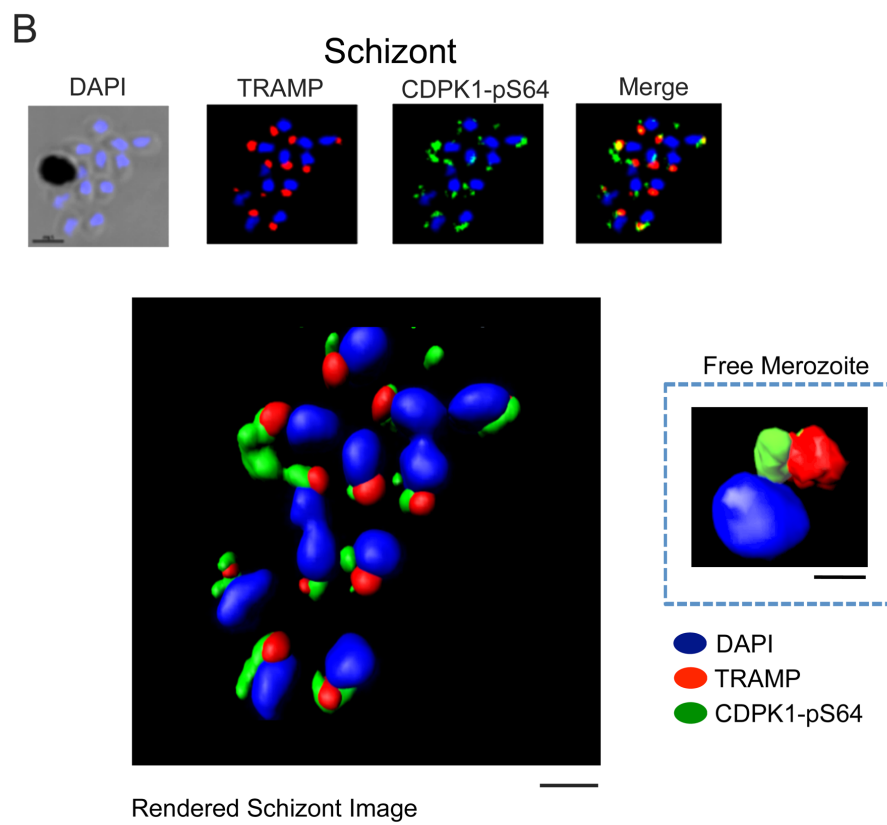 B
Schizont
DAPI
TRAMP
CDPK1-pS64
Merge
Free Merozoite
DAPI
TRAMP
CDPK1-pS64
Rendered Schizont Image